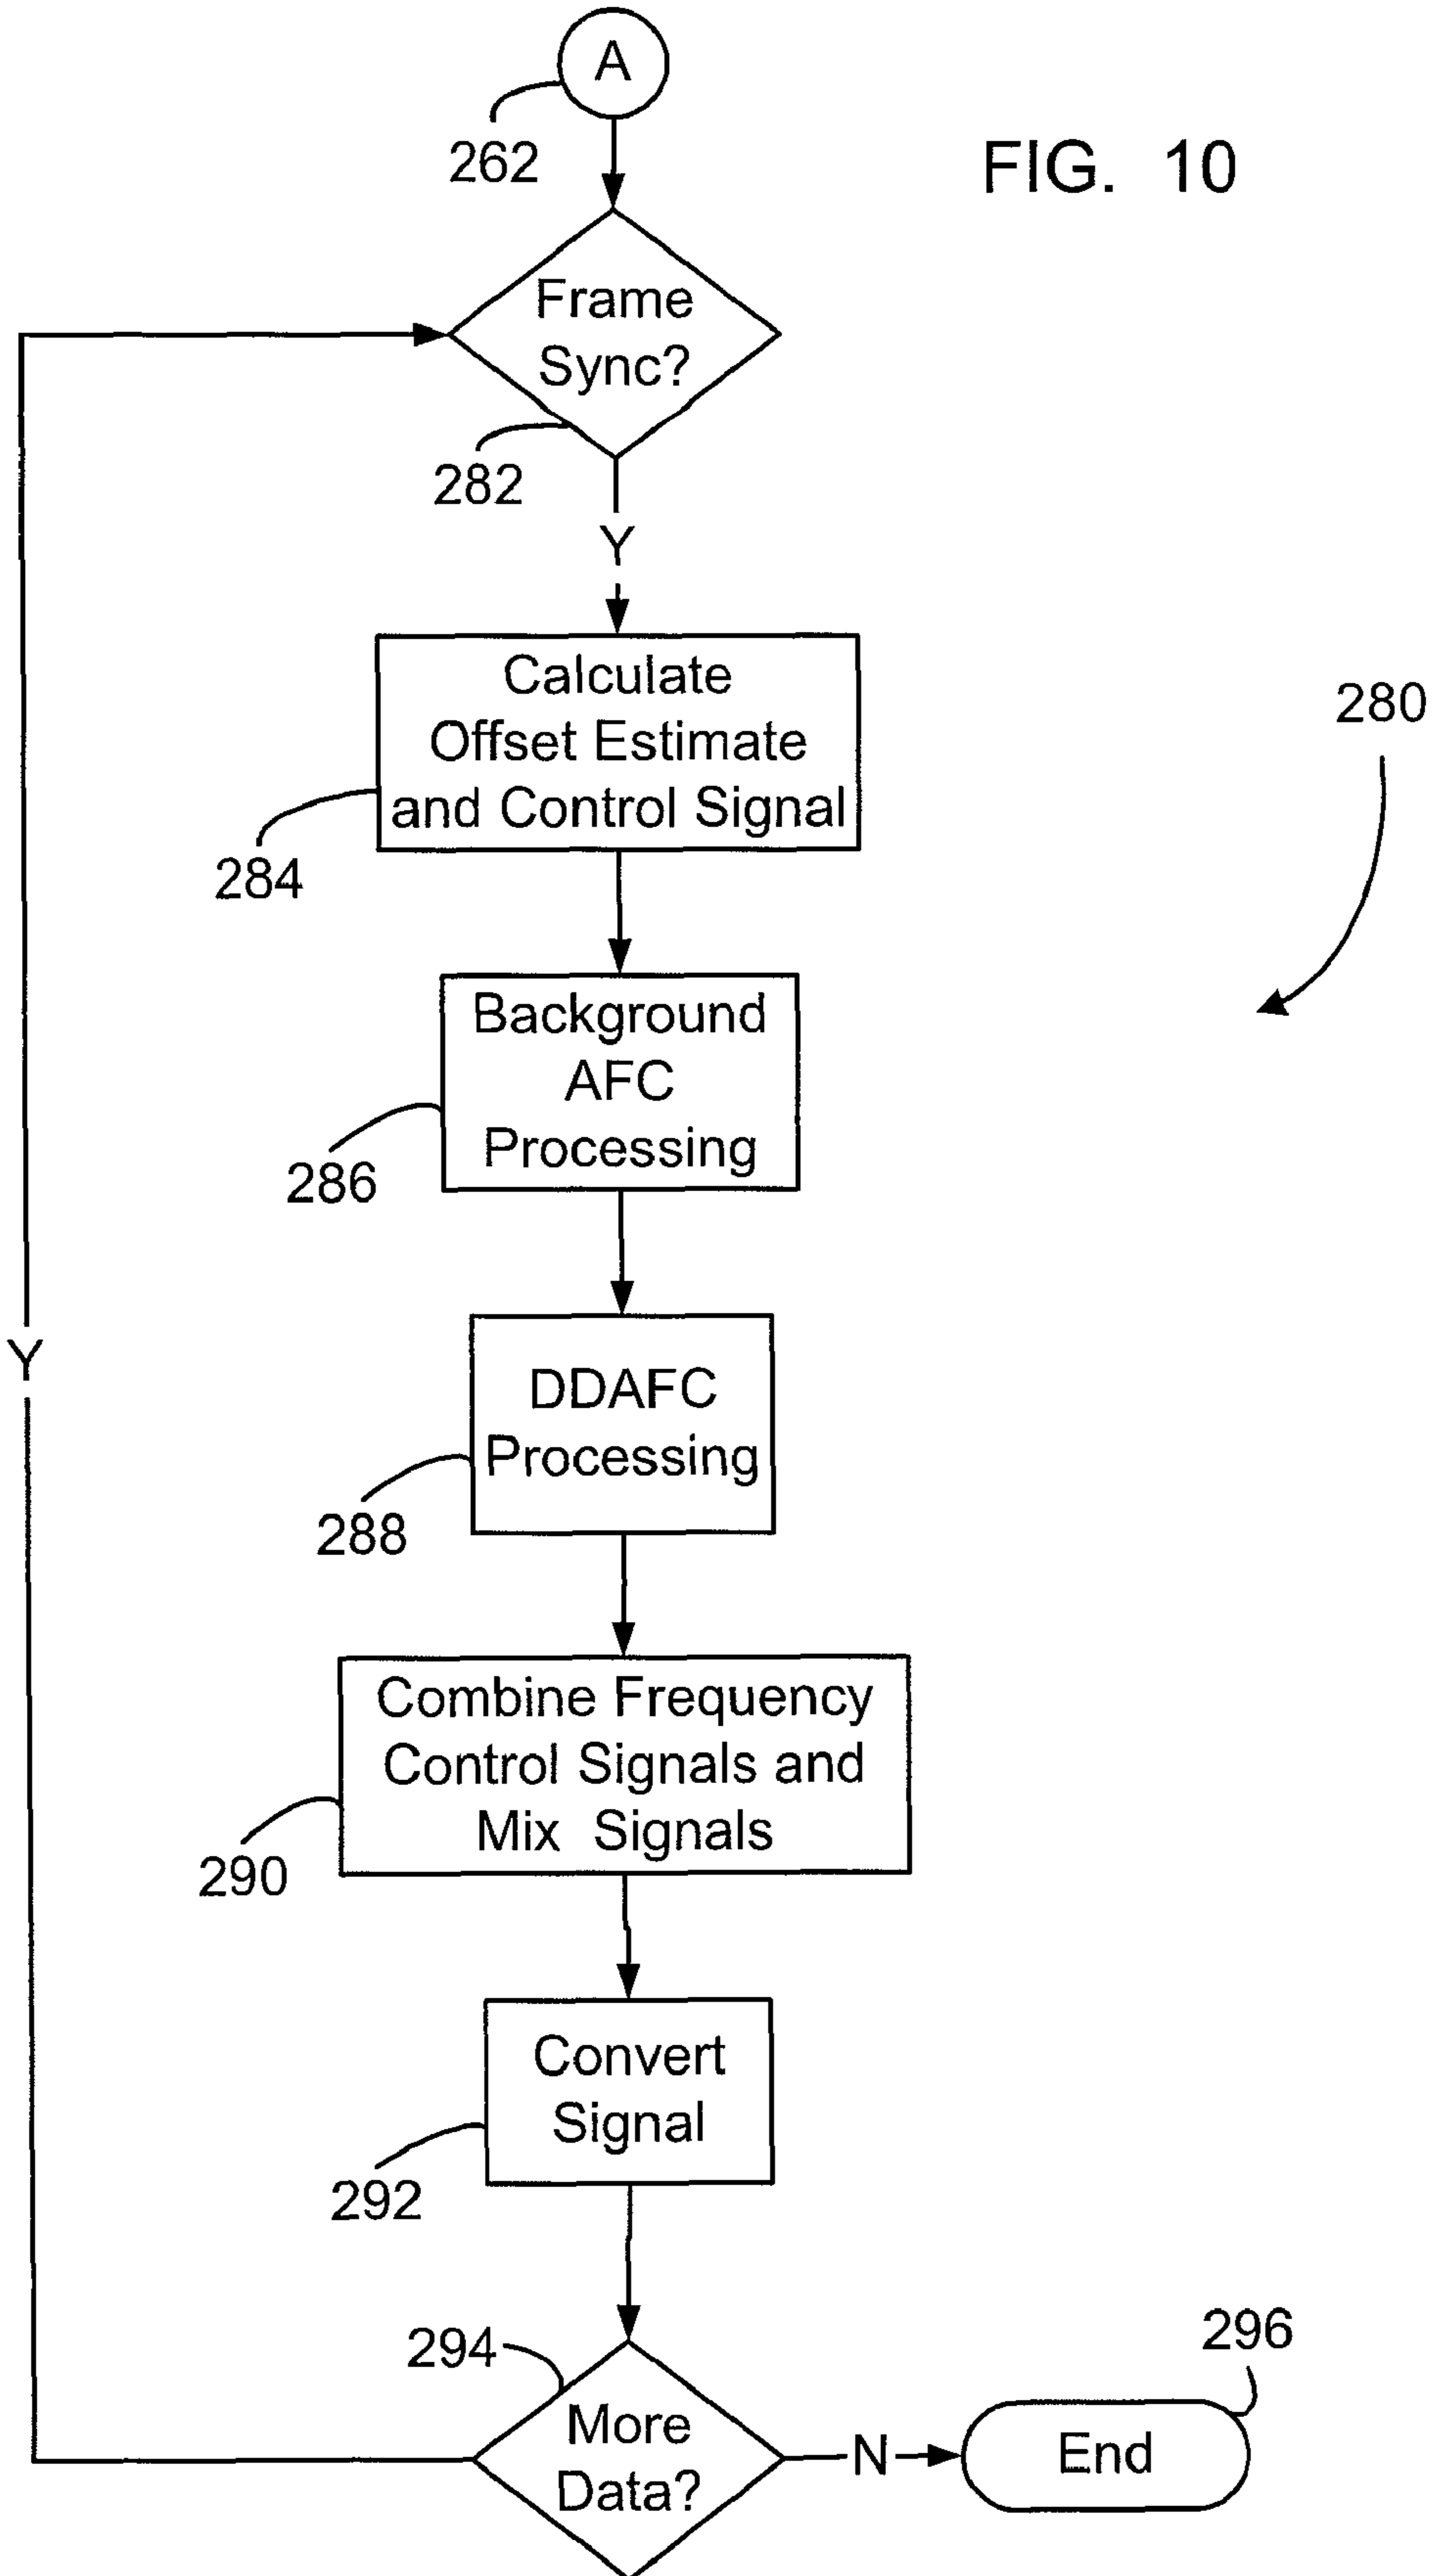 A
262
FIG. 10
Frame
Sync?
282
Y
Calculate
Offset Estimate
and Control Signal
280
284
Background
AFC
Processing
286
Y
DDAFC
Processing
288
Combine Frequency
Control Signals and
Mix Signals
290
Convert
Signal
292
294
296
More
Data?
N
End